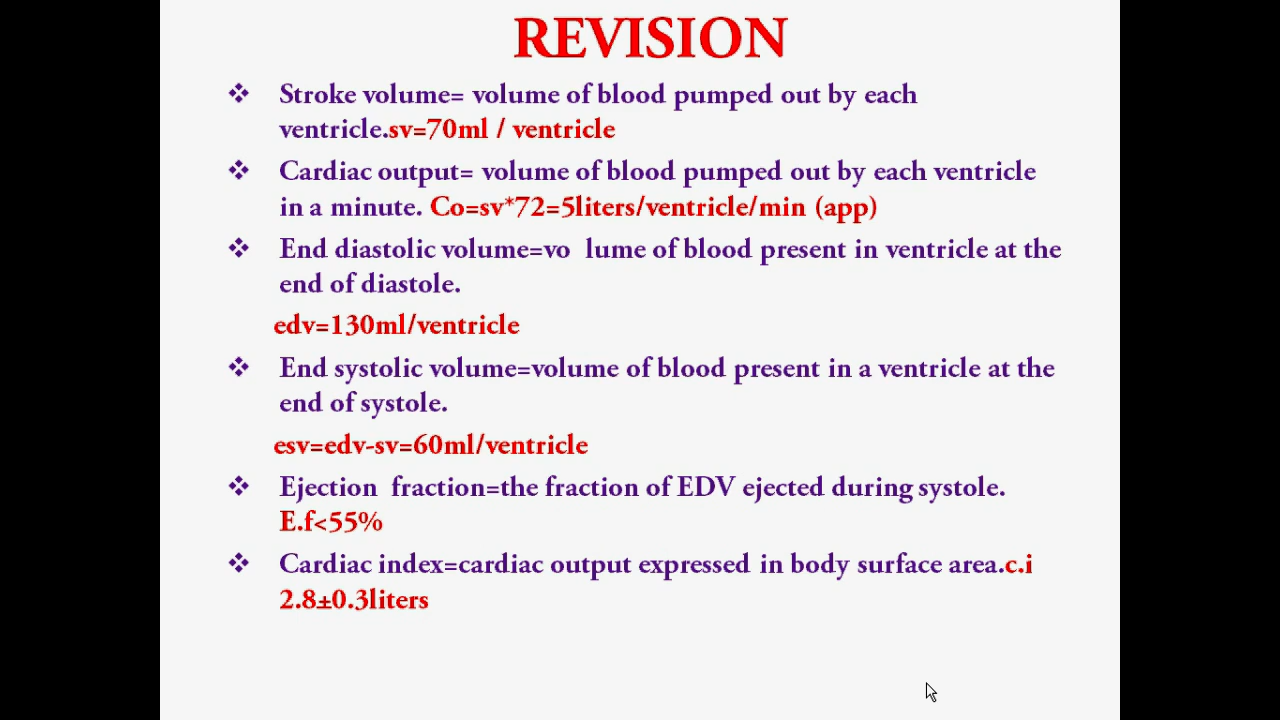 REVISION
Stroke volume= volume of blood pumped out by each
ventricle.sv=70ml / ventricle
Cardiac output= volume of blood pumped out by each ventricle
in a minute. Co=sv*72=5liters/ventricle/min (app)
End diastolic volume=vo lume of blood present in ventricle at the
end of diastole.
edv=130ml/ventricle
End systolic volume=volume of blood present in a ventricle at the
end of systole.
esv=edv-sv=60ml/ventricle
Ejection fraction=the fraction of EDV ejected during systole.
E.f<55%
Cardiac index=cardiac output expressed in body surface area.c.i
2.8±0.3liters